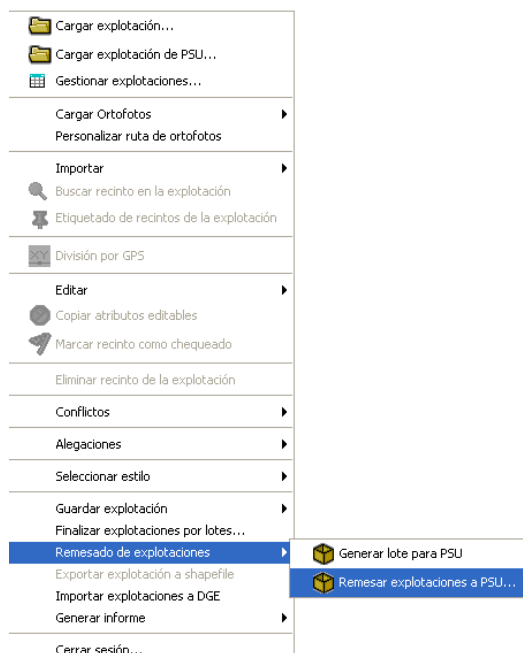 Cargar explotación...
Cargar explotación de PSU...
Gestionar explotaciones...
Cargar Ortofotos
Personalizar ruta de ortofotos
Importar
Buscar recinto en la explotación
Etiquetado de recintos de la explotación
XY División por GPS
Editar
Copiar atributos editables
Marcar recinto como chequeado
Eliminar recinto de la explotación
Conflictos
Alegaciones
Seleccionar estilo
Guardar explotación
Finalizar explotaciones por lotes...
Remesado de explotaciones
Generar lote para PSU
Remesar explotaciones a PSU...
Exportar explotación a shapefile
Importar explotaciones a DGE
Generar informe
Cerrar sesión...